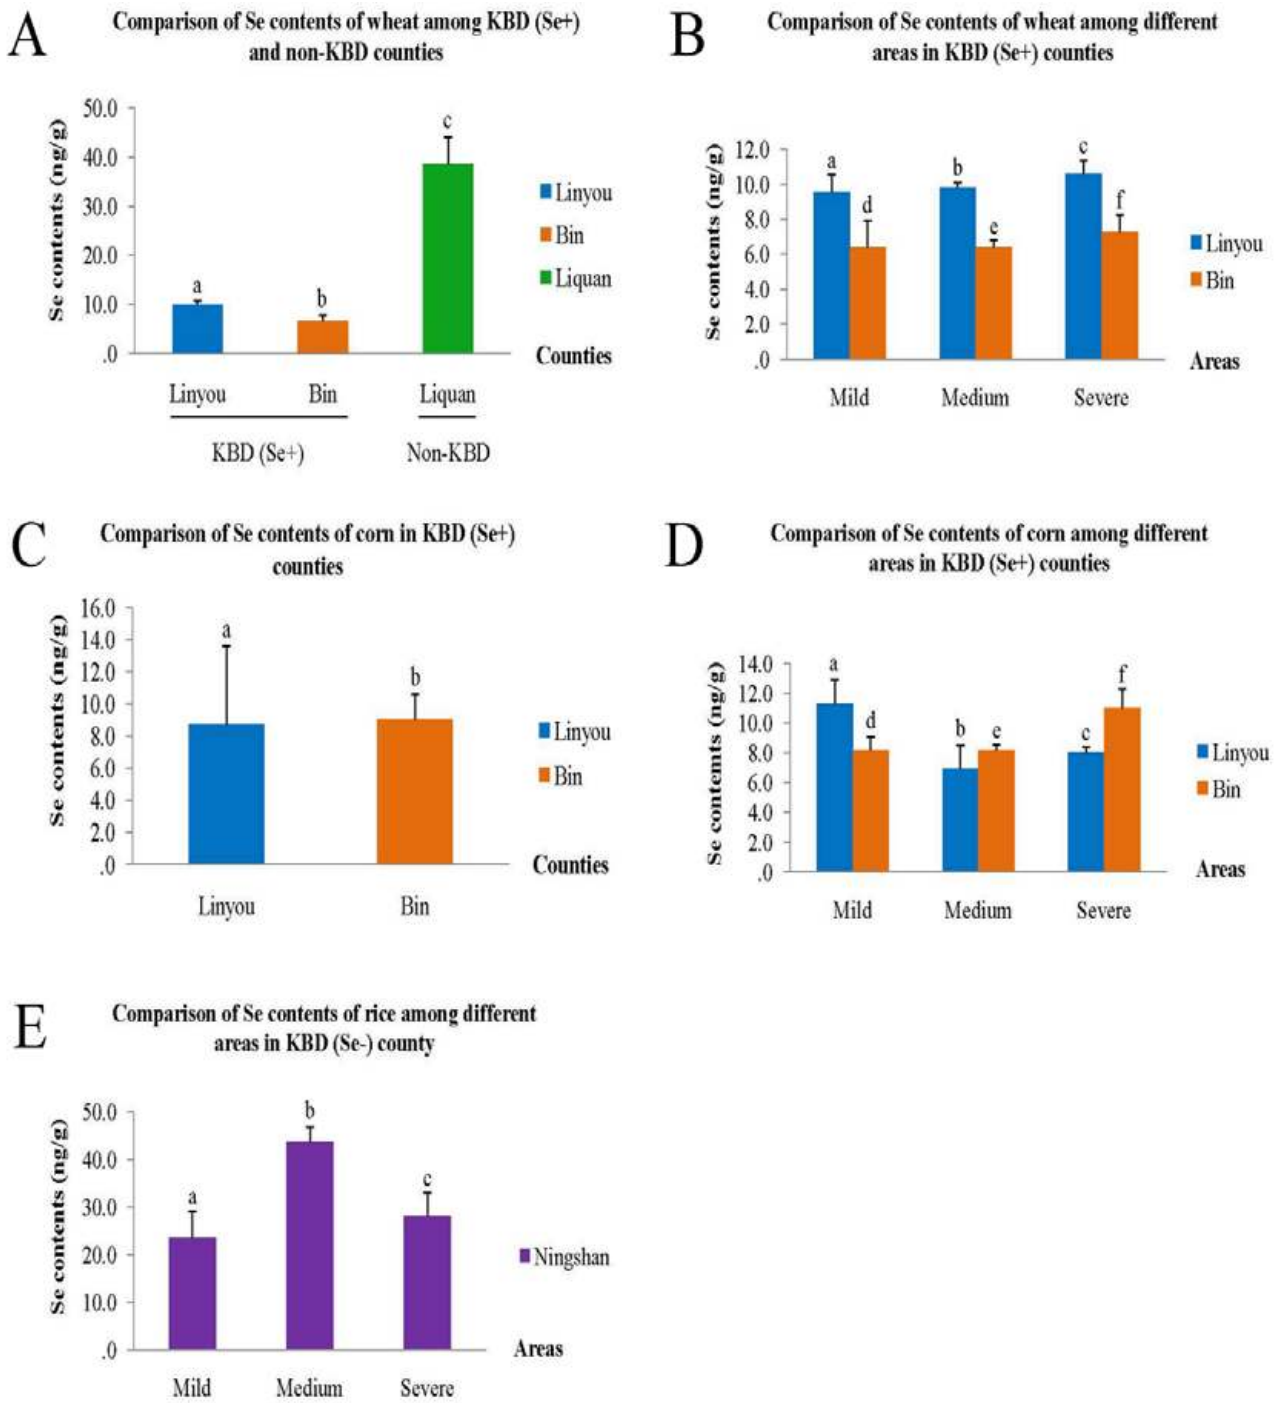 A
Comparison of Se contents of wheat among KBD (Se+)
and non-KBD counties
Se contents (ng/g)
50.0
40.0
30.0
20.0
10.0
.0
a
b
c
Linyou
Bin
Liquan
Counties
Linyou
Bin
Liquan
KBD (Se+)
Non-KBD
B
Comparison of Se contents of wheat among different
areas in KBD (Se+) counties
Se contents (ng/g)
12.0
10.0
8.0
6.0
4.0
2.0
.0
a
d
b
e
c
f
Linyou
Bin
Areas
Mild
Medium
Severe
C
Comparison of Se contents of corn in KBD (Se+)
counties
Se contents (ng/g)
16.0
14.0
12.0
10.0
8.0
6.0
4.0
2.0
.0
a
b
Linyou
Bin
Counties
Linyou
Bin
D
Comparison of Se contents of corn among different
areas in KBD (Se+) counties
Se contemts (ng/g)
14.0
12.0
10.0
8.0
6.0
4.0
2.0
.0
a
d
b
e
c
f
Linyou
Bin
Areas
Mild
Medium
Severe
E
Comparison of Se contents of rice among different
areas in KBD (Se-) county
Se contents (ng/g)
50.0
40.0
30.0
20.0
10.0
.0
a
b
c
Ningshan
Areas
Mild
Medium
Severe